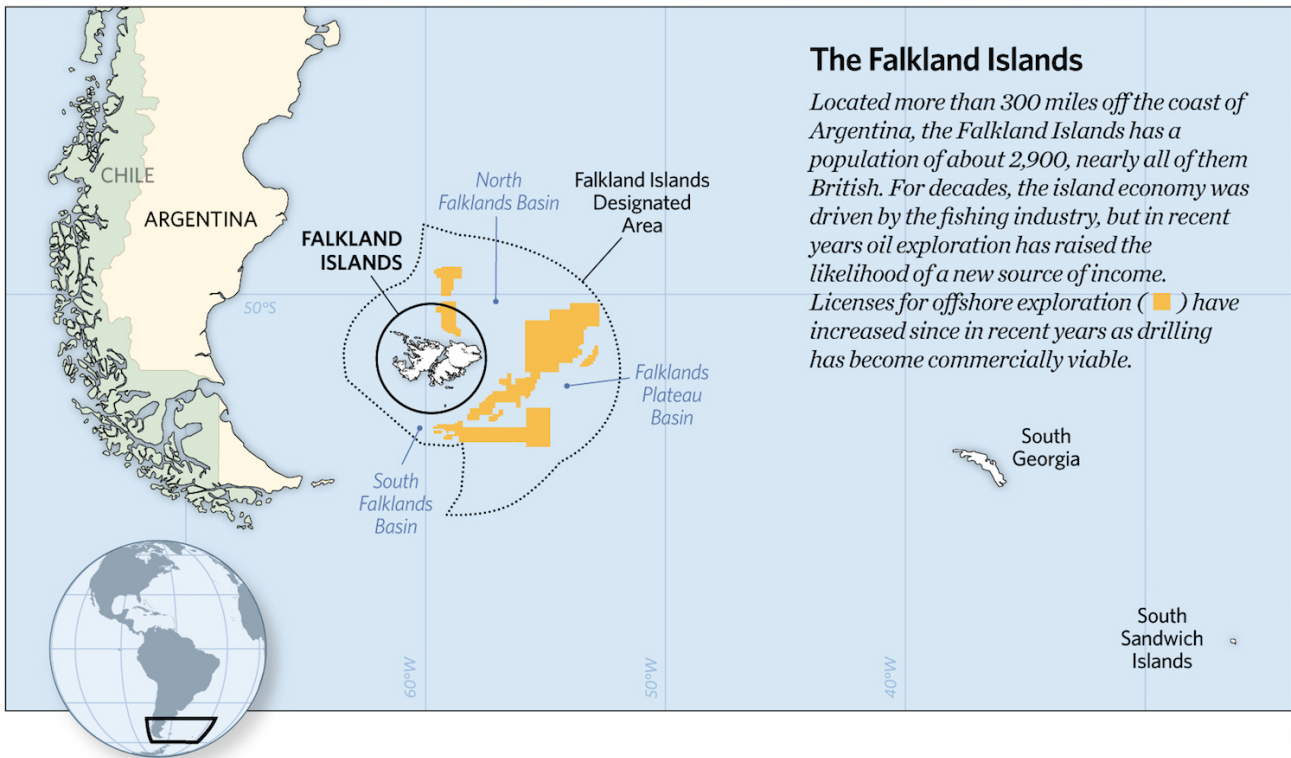 The Falkland Islands
Located more than 300 miles off the coast of
Argentina, the Falkland Islands has a
population of about 2,900, nearly all of them
British. For decades, the island economy was
driven by the fishing industry, but in recent
years oil exploration has raised the
likelihood of a new source of income.
Licenses for offshore exploration ( ) have
increased since in recent years as drilling
has become commercially viable.
CHILE
ARGENTINA
FALKLAND
ISLANDS
North
Falklands Basin
Falkland Islands
Designated
Area
50°S
Falklands
Plateau
Basin
South
Falklands
Basin
South
Georgia
South
Sandwich
Islands
60°W
50°W
40°W